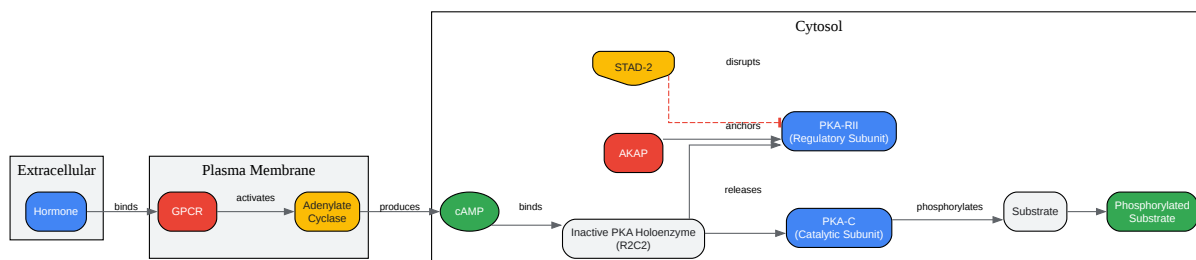 Cytosol
STAD-2
disrupts
anchors
PKA-RII
(Regulatory Subunit)
AKAP
Extracellular
Plasma Membrane
releases
Hormone
binds
GPCR
activates
Adenylate
Cyclase
produces
cAMP
binds
Inactive PKA Holoenzyme
(R2C2)
PKA-C
(Catalytic Subunit)
phosphorylates
Substrate
Phosphorylated
Substrate